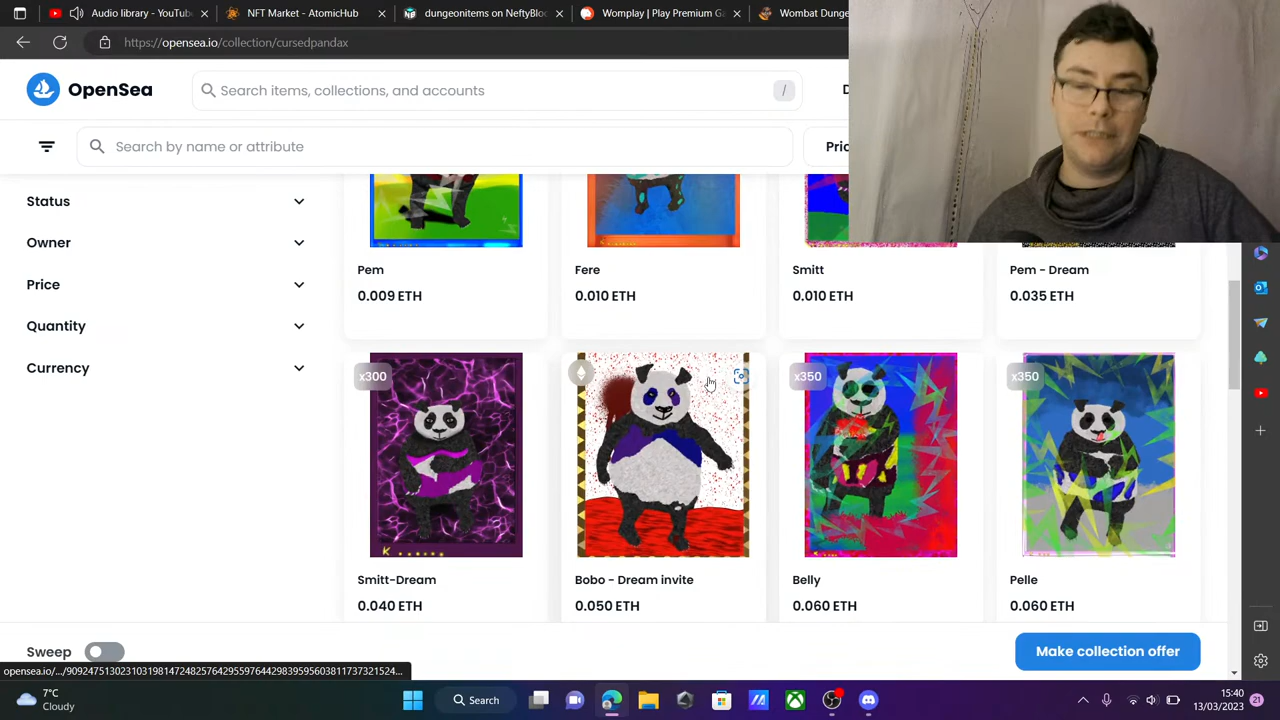 Audio library - YouTube
NFT Market - AtomicHub
dungeonitems on NeftyBloc
Womplay | Play Premium Ga
Wombat Dunge
https://opensea.io/collection/cursedpandax
OpenSea
Search items, collections, and accounts
/
D
Search by name or attribute
Pric
Status
Owner
Price
Quantity
Currency
Pem
Fere
Smitt
Pem - Dream
0.009 ETH
0.010 ETH
0.010 ETH
0.035 ETH
x300
x350
x350
K
Smitt-Dream
Bobo - Dream invite
Belly
Pelle
0.040 ETH
0.050 ETH
0.060 ETH
0.060 ETH
Sweep
Make collection offer
7°C
Cloudy
Search
15:40
13/03/2023
21